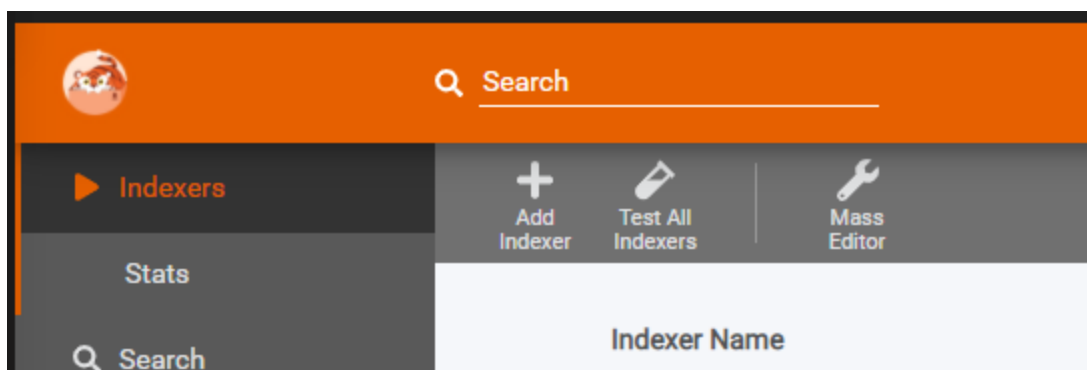 Search
Indexers
Add
Indexer
Test All
Indexers
Mass
Editor
Stats
Search
Indexer Name